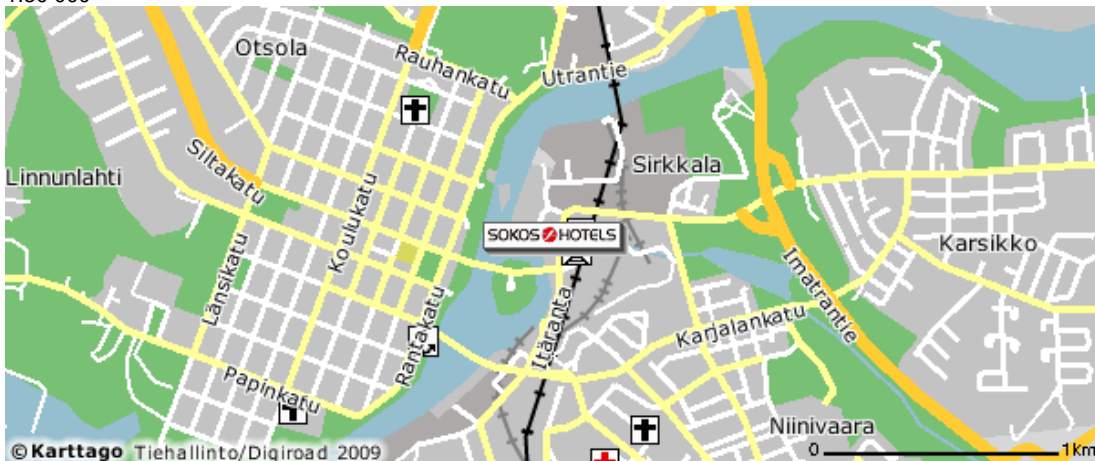 Otsola
Rauhankatu
Utrantie
Siltakatu
Linnunlahti
Koulukatu
Sirkkala
SOKOS HOTELS
Karsikko
Länsikatu
Imatrantie
Rantakatu
Itäranta
Karjalankatu
Papinkatu
Niinivaara
0 1km
©Karttago Tiehallinto/Digiroad 2009